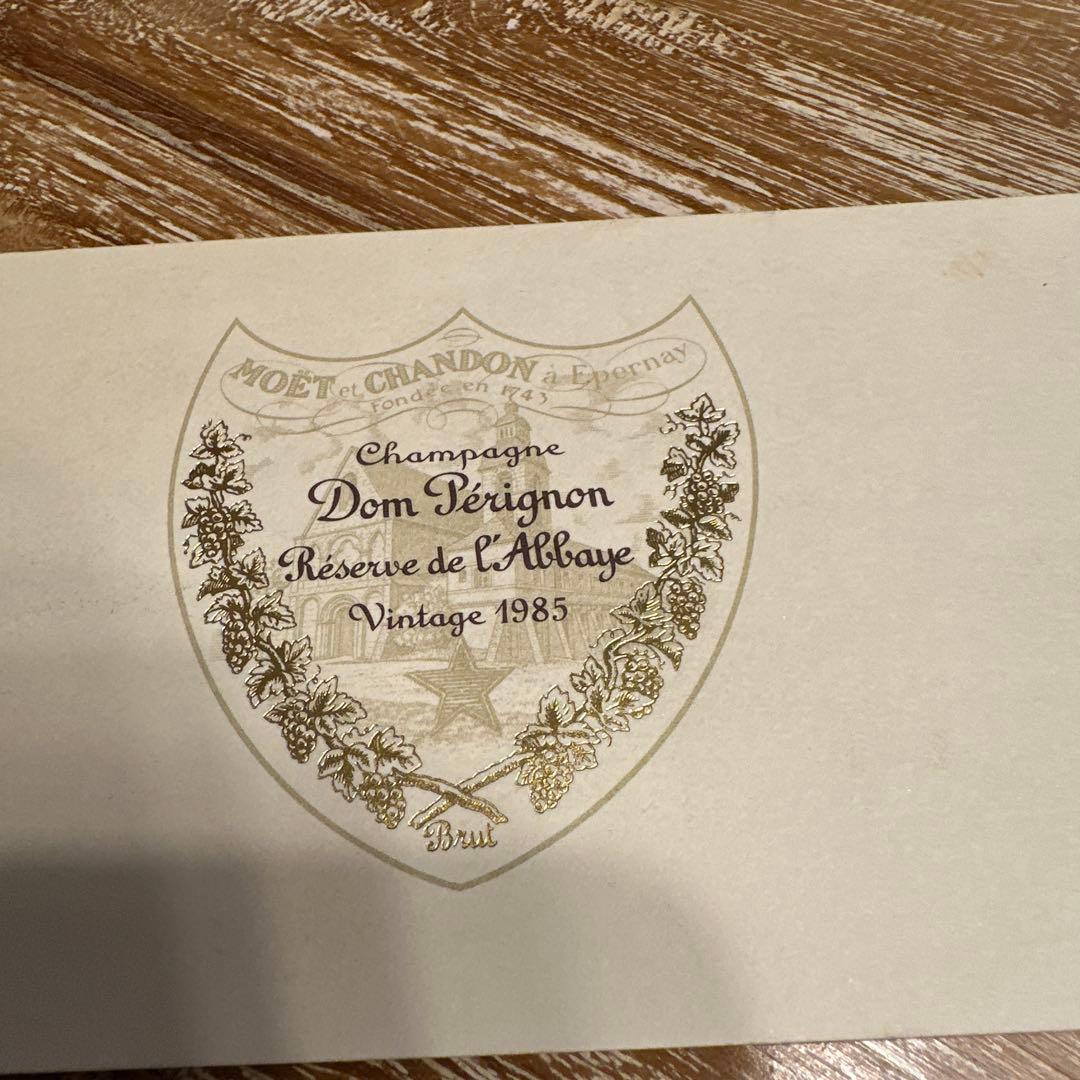 MOËT et CHANDON à Epernay
Fondée en 1743
Champagne
Dom Pérignon
Réserve de l'Abbaye
Vintage 1985
Brut